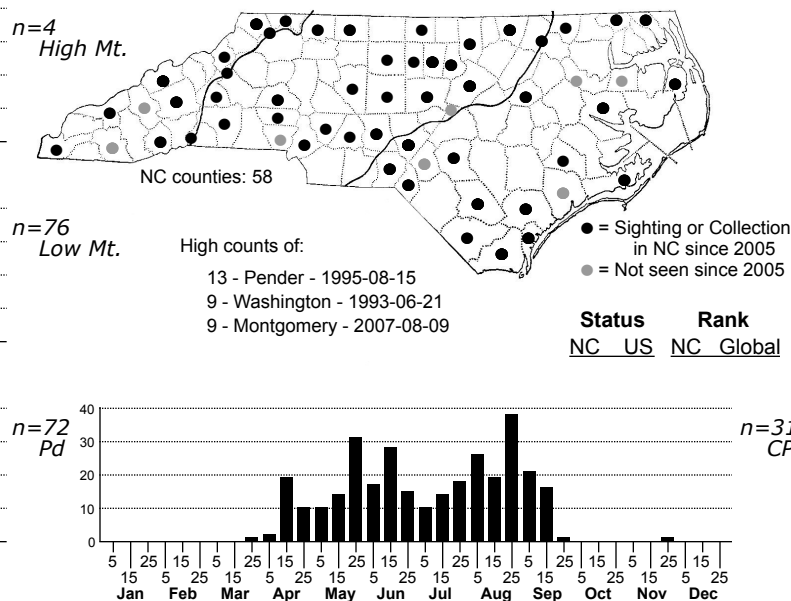 n=4
High Mt.
NC counties: 58
n=76
Low Mt.
High counts of:
13 - Pender - 1995-08-15
9 - Washington - 1993-06-21
9 - Montgomery - 2007-08-09
● = Sighting or Collection
in NC since 2005
● = Not seen since 2005
Status Rank
NC US NC Global
n=72
Pd
n=31
CP
40
30
20
10
0
5 25 15 5 25 15 5 25 15 5 25 15 5 25 15 5 25 15
15 5 25 15 5 25 15 5 25 15 5 25 15 5 25 15 5 25
Jan Feb Mar Apr May Jun Jul Aug Sep Oct Nov Dec